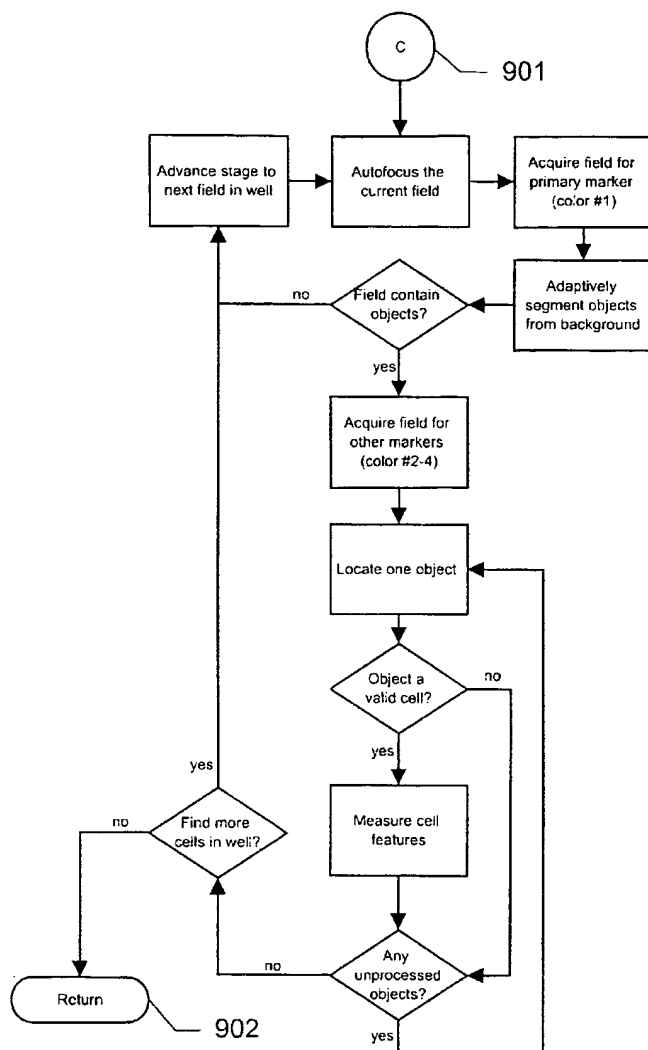 C
901
Advance stage to
next field in well
Autofocus the
current field
Acquire field for
primary marker
(color #1)
Adaptively
segment objects
from background
Field contain
objects?
no
yes
Acquire field for
other markers
(color #2-4)
Locate one object
Object a
valid cell?
no
yes
Measure cell
features
Find more
cells in well?
yes
no
Any
unprocessed
objects?
no
yes
Return
902